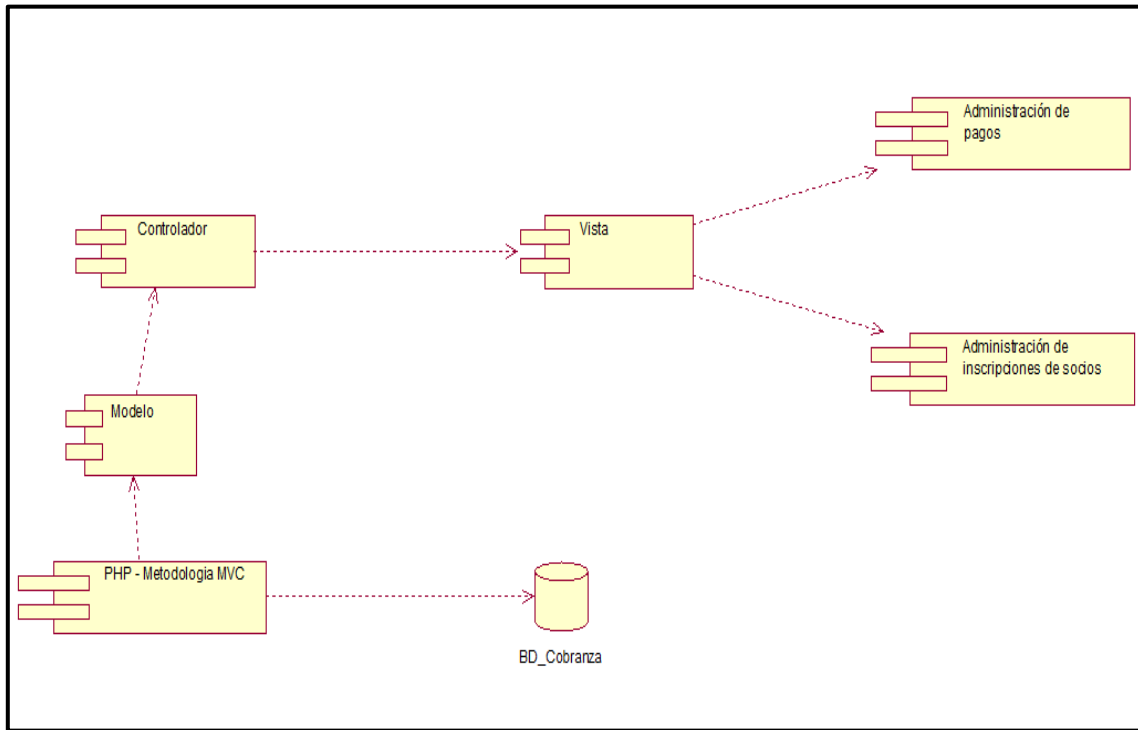 Administración de
pagos
Controlador
Vista
Administración de
inscripciones de socios
Modelo
PHP - Metodologia MVC
BD_Cobranza